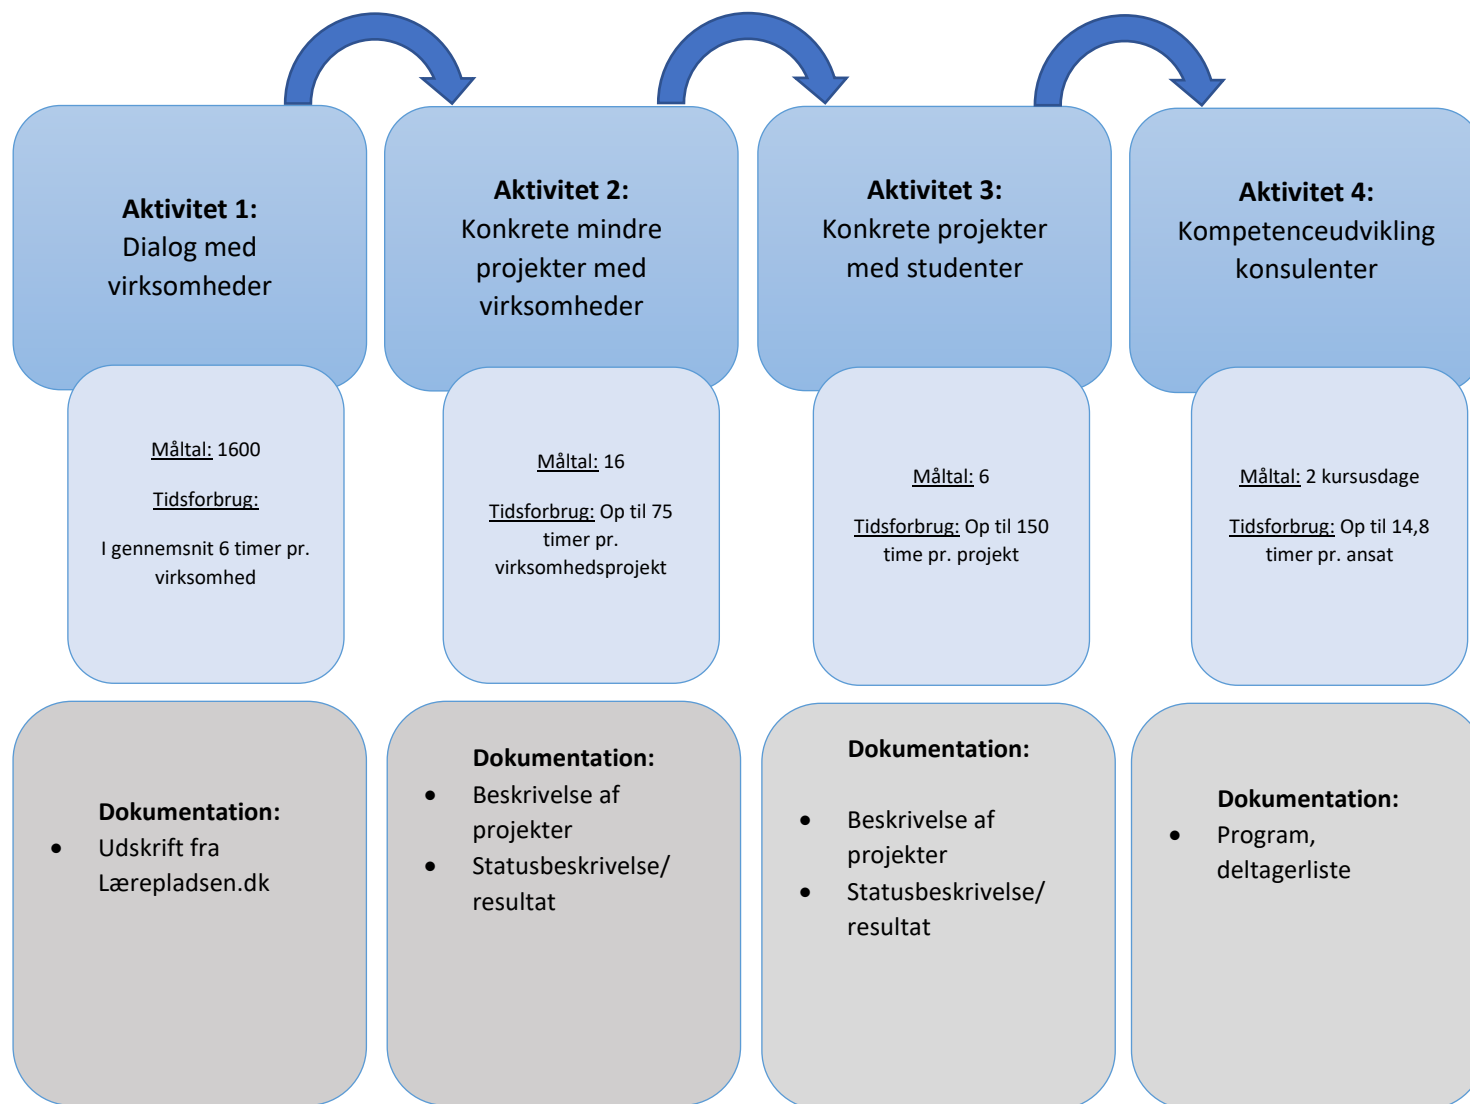 Aktivitet 1:
Dialog med
virksomheder
Aktivitet 2:
Konkrete mindre
projekter med
virksomheder
Aktivitet 3:
Konkrete projekter
med studenter
Aktivitet 4:
Kompetenceudvikling
konsulenter
Måltal: 1600
Tidsforbrug:
I gennemsnit 6 timer pr.
virksomhed
Måltal: 16
Tidsforbrug: Op til 75
timer pr.
virksomhedsprojekt
Måltal: 6
Tidsforbrug: Op til 150
time pr. projekt
Måltal: 2 kursusdage
Tidsforbrug: Op til 14,8
timer pr. ansat
Dokumentation:
• Udskrift fra
Lærepladsen.dk
Dokumentation:
• Beskrivelse af
projekter
• Statusbeskrivelse/
resultat
Dokumentation:
• Beskrivelse af
projekter
• Statusbeskrivelse/
resultat
Dokumentation:
• Program,
deltagerliste